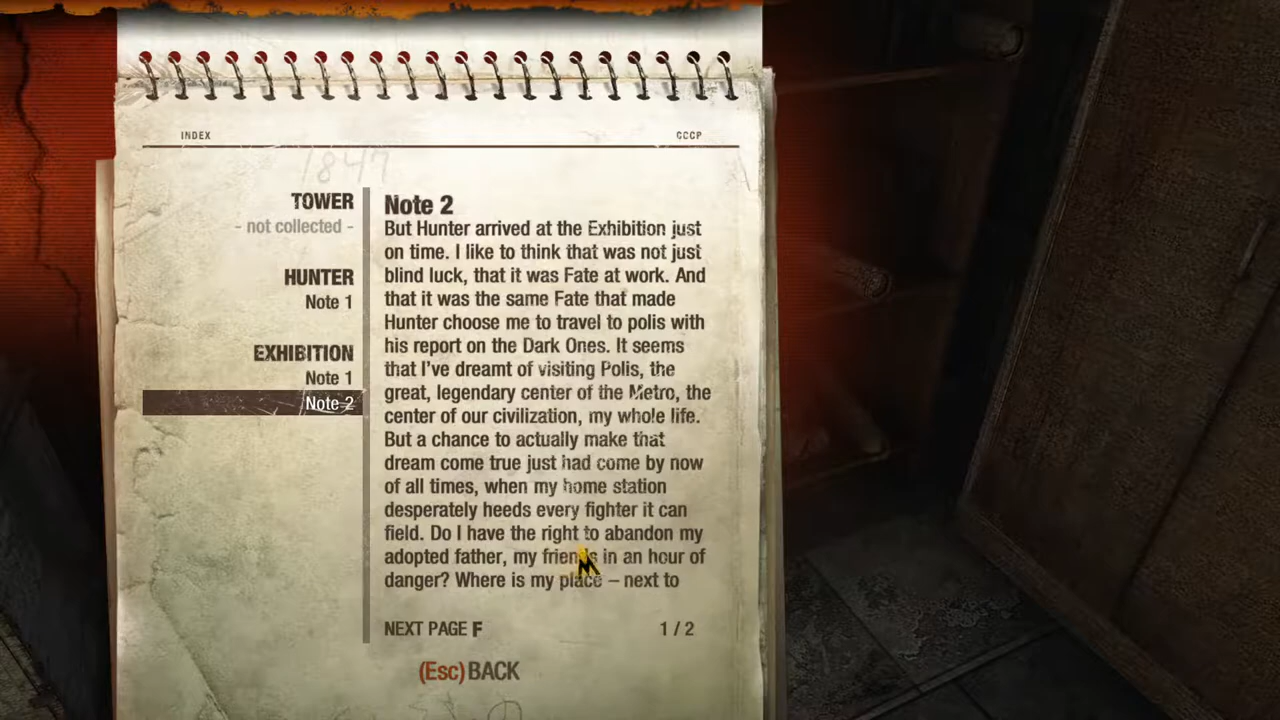 INDEX
CCCP
1847
TOWER
- not collected -
HUNTER
Note 1
EXHIBITION
Note 1
Note 2
Note 2
But Hunter arrived at the Exhibition just
on time. I like to think that was not just
blind luck, that it was Fate at work. And
that it was the same Fate that made
Hunter choose me to travel to polis with
his report on the Dark Ones. It seems
that I've dreamt of visiting Polis, the
great, legendary center of the Metro, the
center of our civilization, my whole life.
But a chance to actually make that
dream come true just had come by now
of all times, when my home station
desperately heeds every fighter it can
field. Do I have the right to abandon my
adopted father, my friends in an hour of
danger? Where is my place – next to
NEXT PAGE F
1 / 2
(Esc) BACK